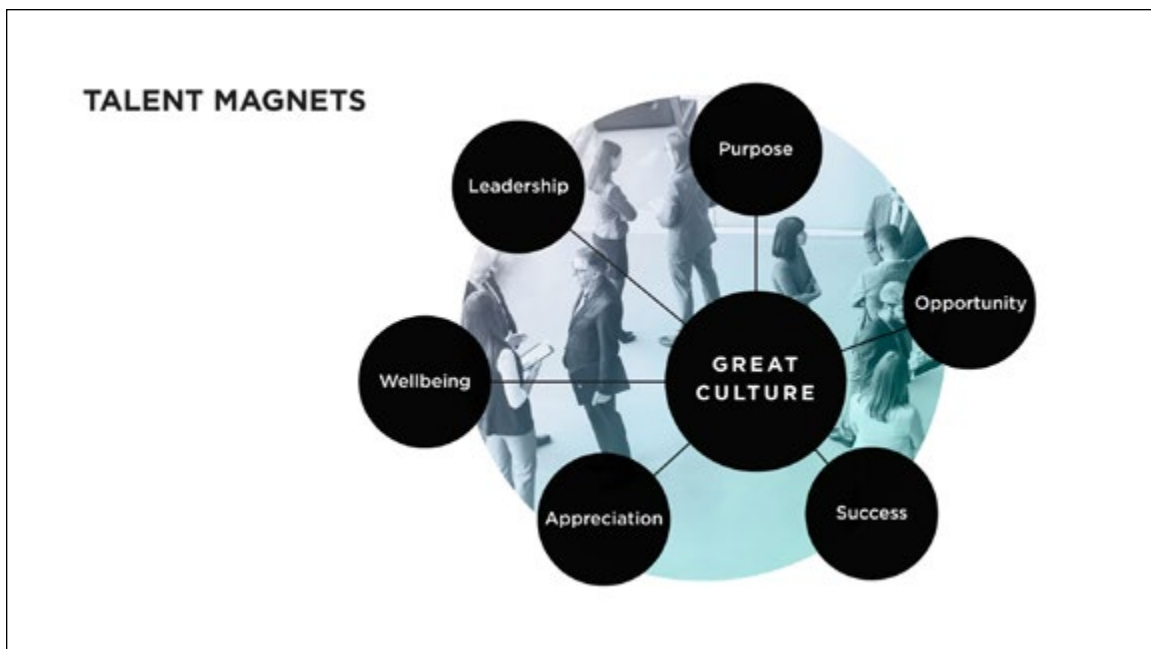 TALENT MAGNETS
Purpose
Leadership
Opportunity
GREAT
CULTURE
Wellbeing
Success
Appreciation